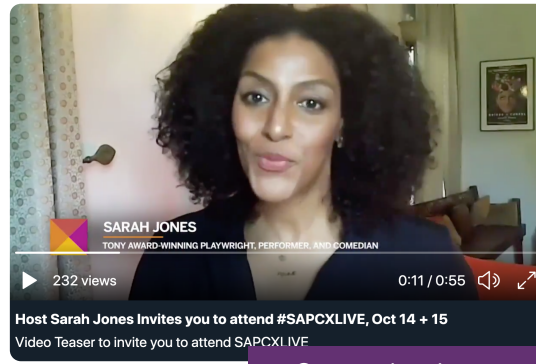 SARAH JONES
TONY AWARD-WINNING PLAYWRIGHT, PERFORMER, AND COMEDIAN
232 views
0:11 / 0:55
Host Sarah Jones Invites you to attend #SAPCXLIVE, Oct 14 + 15
Video Teaser to invite you to attend SAPCXLIVE